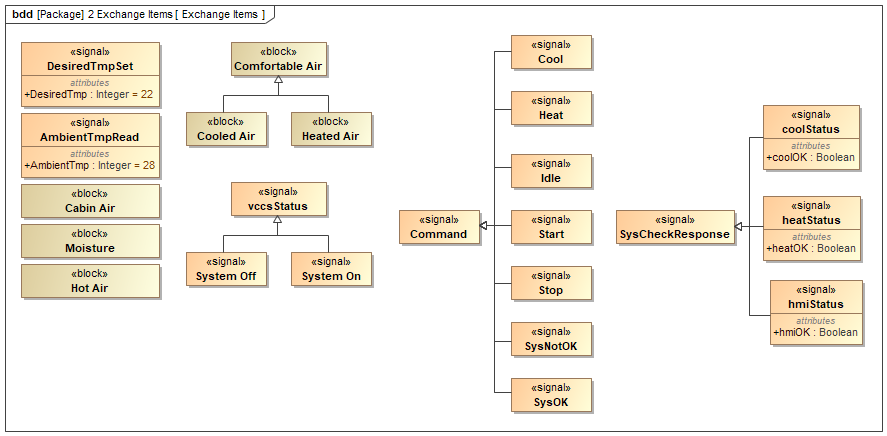 bdd [Package] 2 Exchange Items [ Exchange Items ]
«signal»
DesiredTmpSet
attributes
+DesiredTmp : Integer = 22
«signal»
AmbientTmpRead
attributes
+AmbientTmp : Integer = 28
«block»
Cabin Air
«block»
Moisture
«block»
Hot Air
«block»
Comfortable Air
«block»
Cooled Air
«block»
Heated Air
«signal»
vccsStatus
«signal»
System Off
«signal»
System On
«signal»
Command
«signal»
Cool
«signal»
Heat
«signal»
Idle
«signal»
Start
«signal»
Stop
«signal»
SysNotOK
«signal»
SysOK
«signal»
SysCheckResponse
«signal»
coolStatus
attributes
+coolOK : Boolean
«signal»
heatStatus
attributes
+heatOK : Boolean
«signal»
hmiStatus
attributes
+hmiOK : Boolean